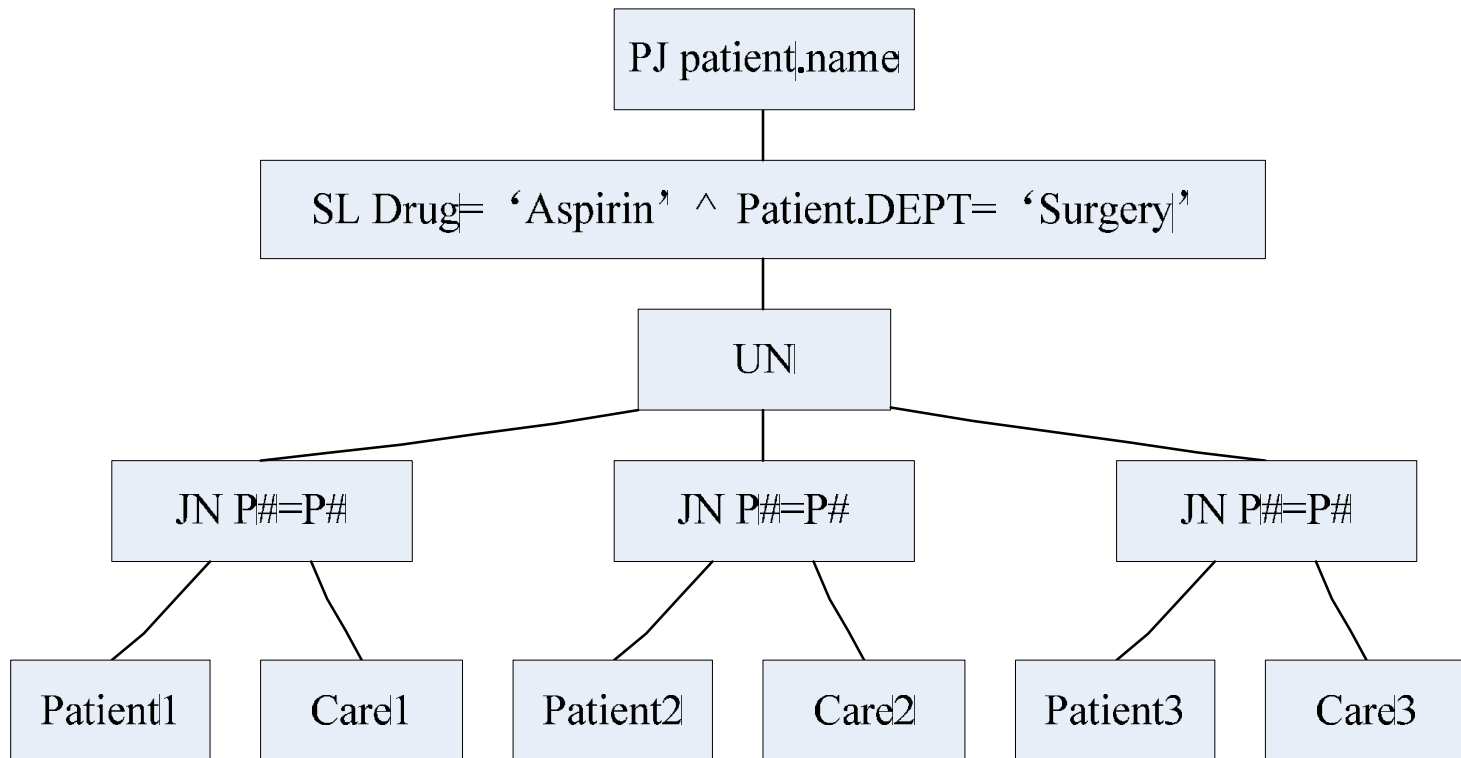 PJ patient.name
SL Drug= ‘Aspirin’ ^ Patient.DEPT= ‘Surgery’
UN
JN P#=P#
JN P#=P#
JN P#=P#
Patient1
Care1
Patient2
Care2
Patient3
Care3